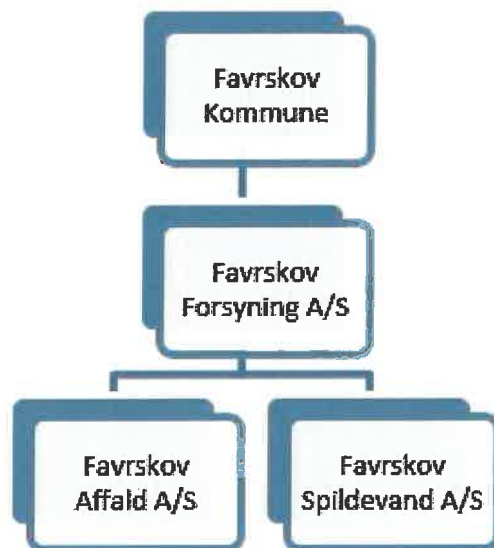 Favrskov
Kommune
Favrskov
Forsyning A/S
Favrskov
Affald A/S
Favrskov
Spildevand A/S